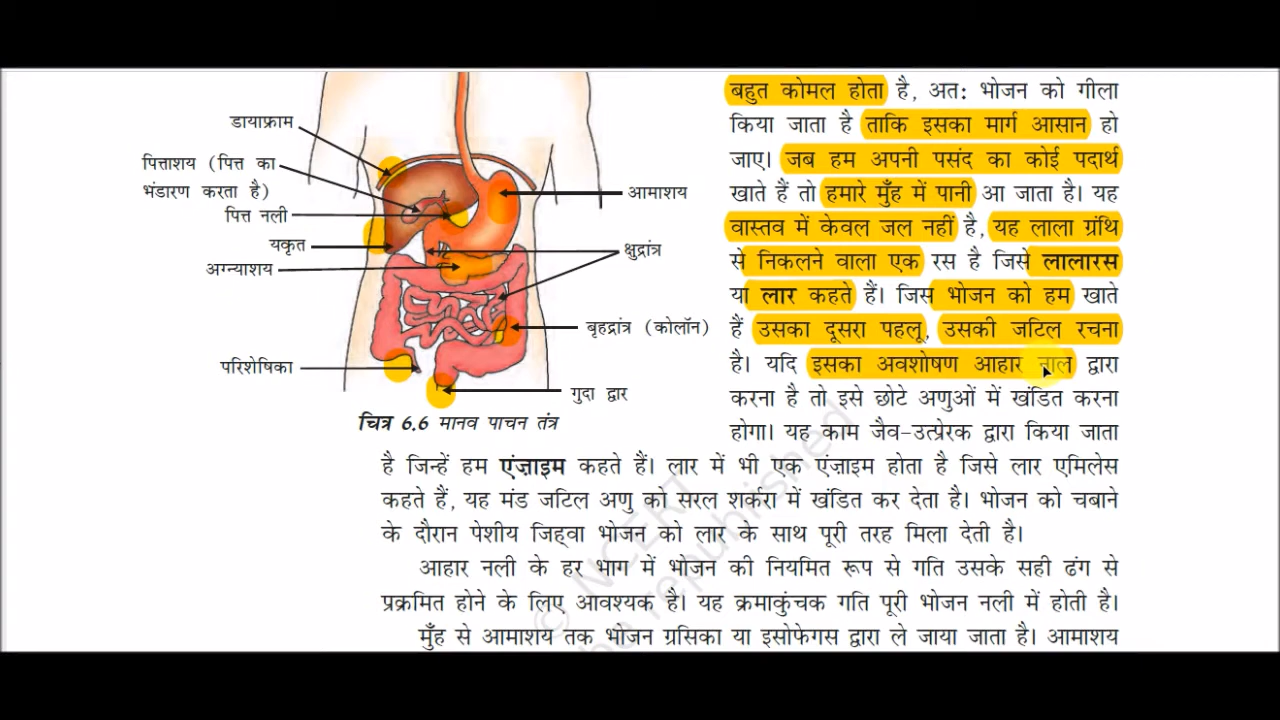 डायाफ्राम
पित्ताशय (पित्त का
भंडारण करता है)
पित्त नली
यकृत
अग्न्याशय
परिशेषिका
आमाशय
क्षुद्रांत्र
बृहद्रांत्र (कोलॉन)
गुदा द्वार
चित्र 6.6 मानव पाचन तंत्र
बहुत कोमल होता है, अतः भोजन को गीला
किया जाता है ताकि इसका मार्ग आसान हो
जाए। जब हम अपनी पसंद का कोई पदार्थ
खाते हैं तो हमारे मुँह में पानी आ जाता है। यह
वास्तव में केवल जल नहीं है, यह लाला ग्रंथि
से निकलने वाला एक रस है जिसे लालारस
या लार कहते हैं। जिस भोजन को हम खाते
हैं उसका दूसरा पहलू, उसकी जटिल रचना
है। यदि इसका अवशोषण आहार नाल द्वारा
करना है तो इसे छोटे अणुओं में खंडित करना
होगा। यह काम जैव-उत्प्रेरक द्वारा किया जाता
है जिन्हें हम एंज़ाइम कहते हैं। लार में भी एक एंज़ाइम होता है जिसे लार एमिलेस
कहते हैं, यह मंड जटिल अणु को सरल शर्करा में खंडित कर देता है। भोजन को चबाने
के दौरान पेशीय जिह्वा भोजन को लार के साथ पूरी तरह मिला देती है।
आहार नली के हर भाग में भोजन की नियमित रूप से गति उसके सही ढंग से
प्रक्रमित होने के लिए आवश्यक है। यह क्रमाकुंचक गति पूरी भोजन नली में होती है।
मुँह से आमाशय तक भोजन ग्रसिका या इसोफेगस द्वारा ले जाया जाता है। आमाशय
© NCERT
be republished